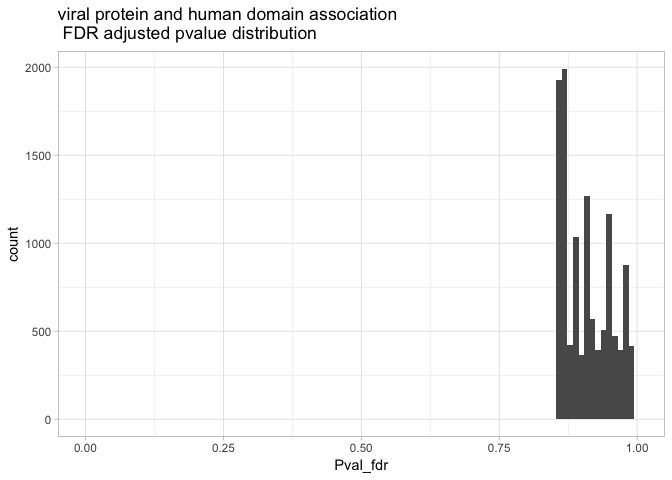 viral protein and human domain association
FDR adjusted pvalue distribution
2000
1500
1000
500
0
count
0.00 0.25 0.50 0.75 1.00
Pval_fdr